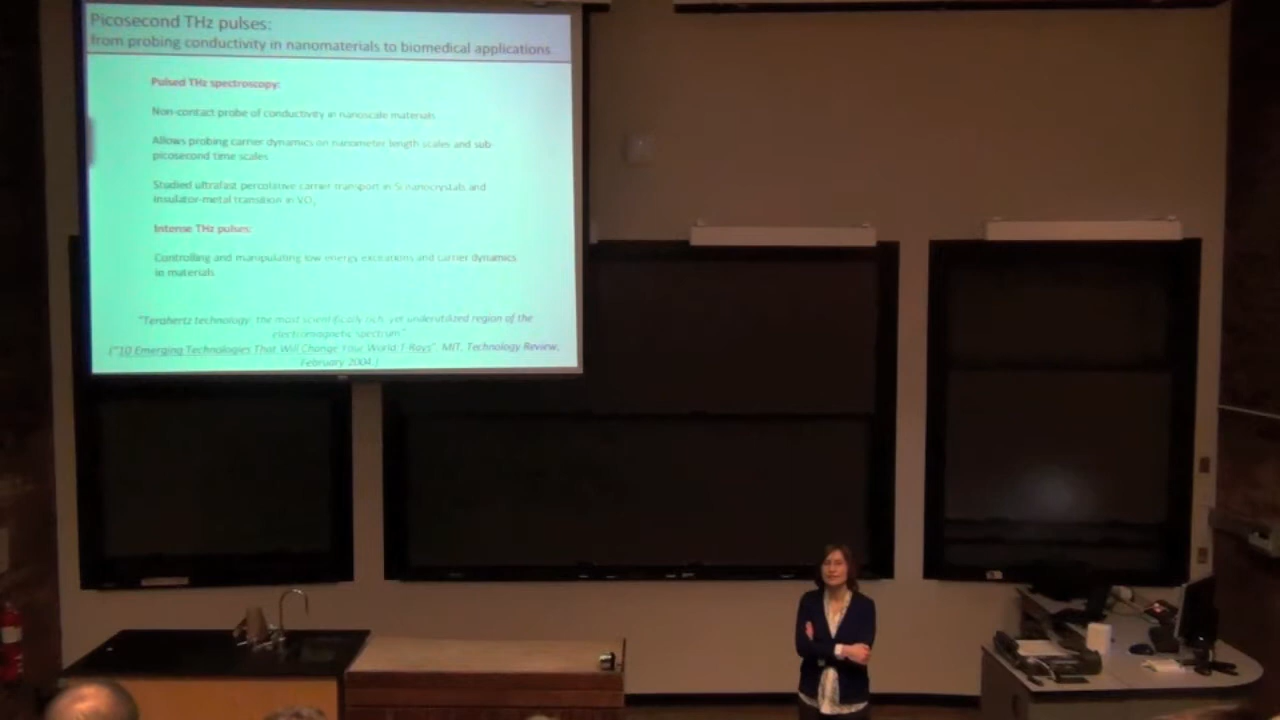 Picosecond THz pulses:
from probing conductivity in nanomaterials to biomedical applications
Pulsed THz spectroscopy:
Non-contact probe of conductivity in nanoscale materials
Allows probing carrier dynamics on nanometer length scales and sub-
picosecond time scales
Studied ultrafast percolative carrier transport in Si nanocrystals and
insulator-metal transition in VO₂
Intense THz pulses:
Controlling and manipulating low energy excitations and carrier dynamics
in materials
"Terahertz technology: the most scientifically rich, yet underutilized region of the
electromagnetic spectrum"
("10 Emerging Technologies That Will Change Your World T-Rays", MIT, Technology Review,
February 2004.)